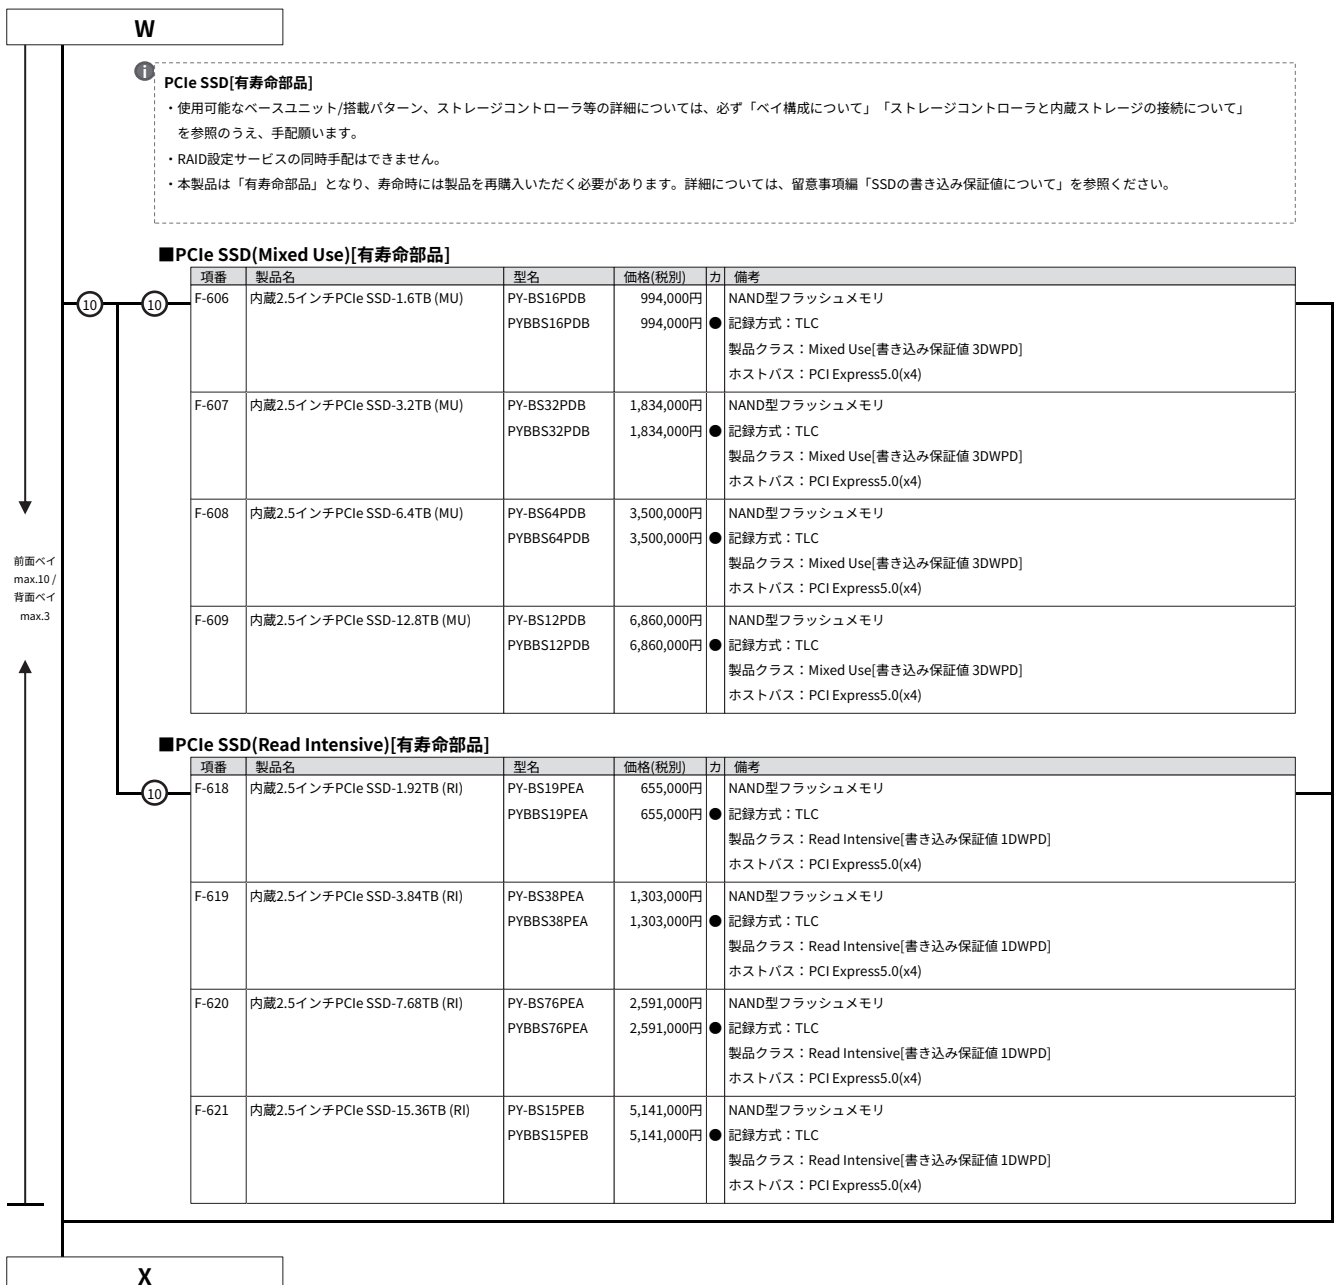 W
i
PCIe SSD[有寿命部品]
・使用可能なベースユニット/搭載パターン、ストレージコントローラ等の詳細については、必ず「ベイ構成について」「ストレージコントローラと内蔵ストレージの接続について」
を参照のうえ、手配願います。
・RAID設定サービスの同時手配はできません。
・本製品は「有寿命部品」となり、寿命時には製品を再購入いただく必要があります。詳細については、留意事項編「SSDの書き込み保証値について」を参照ください。
■PCIe SSD(Mixed Use)[有寿命部品]
項番 製品名 型名 価格(税別) カ 備考
10 10 F-606 内蔵2.5インチPCIe SSD-1.6TB (MU) PY-BS16PDB 994,000円 NAND型フラッシュメモリ
PYBBS16PDB 994,000円 ● 記録方式：TLC
製品クラス：Mixed Use[書き込み保証値 3DWPD]
ホストバス：PCI Express5.0(x4)
F-607 内蔵2.5インチPCIe SSD-3.2TB (MU) PY-BS32PDB 1,834,000円 NAND型フラッシュメモリ
PYBBS32PDB 1,834,000円 ● 記録方式：TLC
製品クラス：Mixed Use[書き込み保証値 3DWPD]
ホストバス：PCI Express5.0(x4)
F-608 内蔵2.5インチPCIe SSD-6.4TB (MU) PY-BS64PDB 3,500,000円 NAND型フラッシュメモリ
PYBBS64PDB 3,500,000円 ● 記録方式：TLC
製品クラス：Mixed Use[書き込み保証値 3DWPD]
ホストバス：PCI Express5.0(x4)
前面ベイ
max.10 /
背面ベイ
max.3
F-609 内蔵2.5インチPCIe SSD-12.8TB (MU) PY-BS12PDB 6,860,000円 NAND型フラッシュメモリ
PYBBS12PDB 6,860,000円 ● 記録方式：TLC
製品クラス：Mixed Use[書き込み保証値 3DWPD]
ホストバス：PCI Express5.0(x4)
■PCIe SSD(Read Intensive)[有寿命部品]
項番 製品名 型名 価格(税別) カ 備考
10 F-618 内蔵2.5インチPCIe SSD-1.92TB (RI) PY-BS19PEA 655,000円 NAND型フラッシュメモリ
PYBBS19PEA 655,000円 ● 記録方式：TLC
製品クラス：Read Intensive[書き込み保証値 1DWPD]
ホストバス：PCI Express5.0(x4)
F-619 内蔵2.5インチPCIe SSD-3.84TB (RI) PY-BS38PEA 1,303,000円 NAND型フラッシュメモリ
PYBBS38PEA 1,303,000円 ● 記録方式：TLC
製品クラス：Read Intensive[書き込み保証値 1DWPD]
ホストバス：PCI Express5.0(x4)
F-620 内蔵2.5インチPCIe SSD-7.68TB (RI) PY-BS76PEA 2,591,000円 NAND型フラッシュメモリ
PYBBS76PEA 2,591,000円 ● 記録方式：TLC
製品クラス：Read Intensive[書き込み保証値 1DWPD]
ホストバス：PCI Express5.0(x4)
F-621 内蔵2.5インチPCIe SSD-15.36TB (RI) PY-BS15PEB 5,141,000円 NAND型フラッシュメモリ
PYBBS15PEB 5,141,000円 ● 記録方式：TLC
製品クラス：Read Intensive[書き込み保証値 1DWPD]
ホストバス：PCI Express5.0(x4)
X